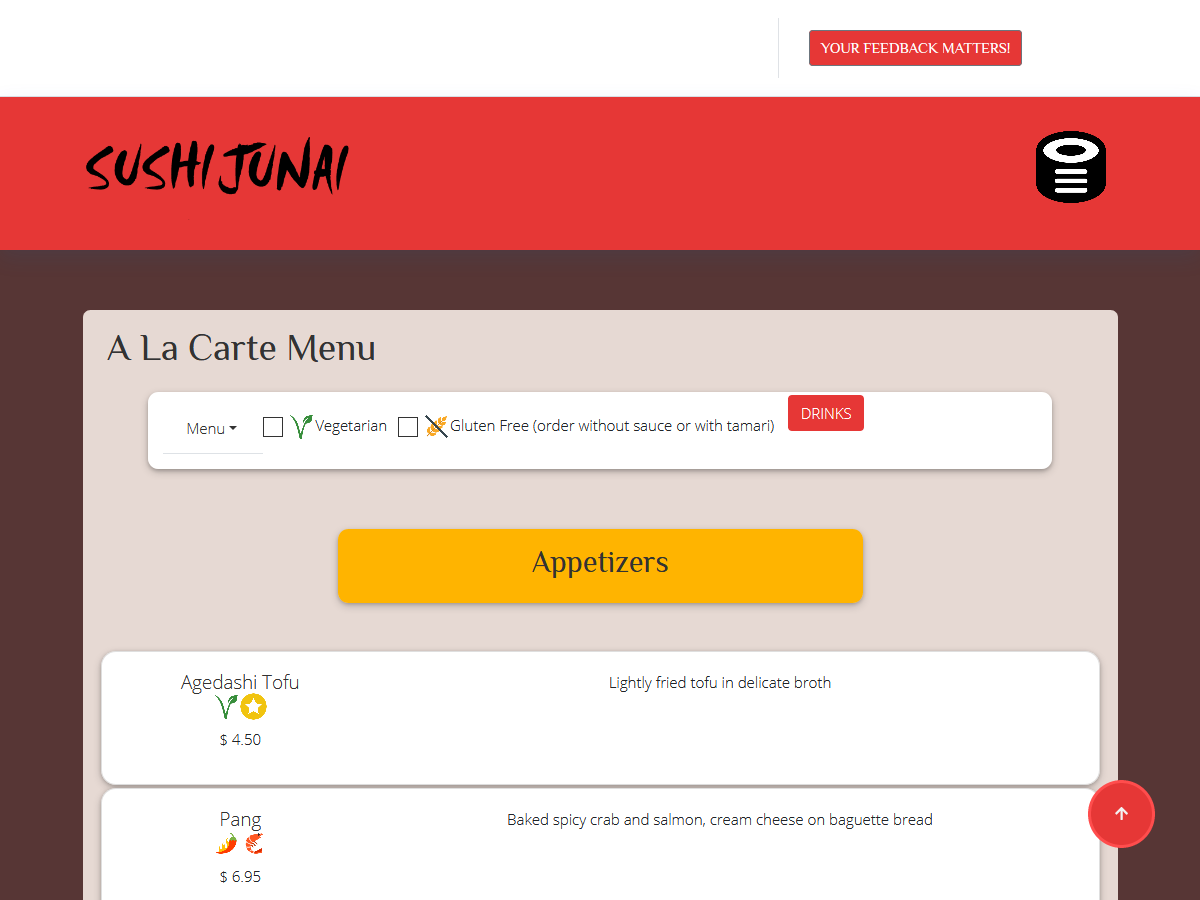 YOUR FEEDBACK MATTERS!
SUSHI JUNAI
A La Carte Menu
Menu Vegetarian Gluten Free (order without sauce or with tamari) DRINKS
Appetizers
Agedashi Tofu
Lightly fried tofu in delicate broth
$ 4.50
Pang
Baked spicy crab and salmon, cream cheese on baguette bread
$ 6.95